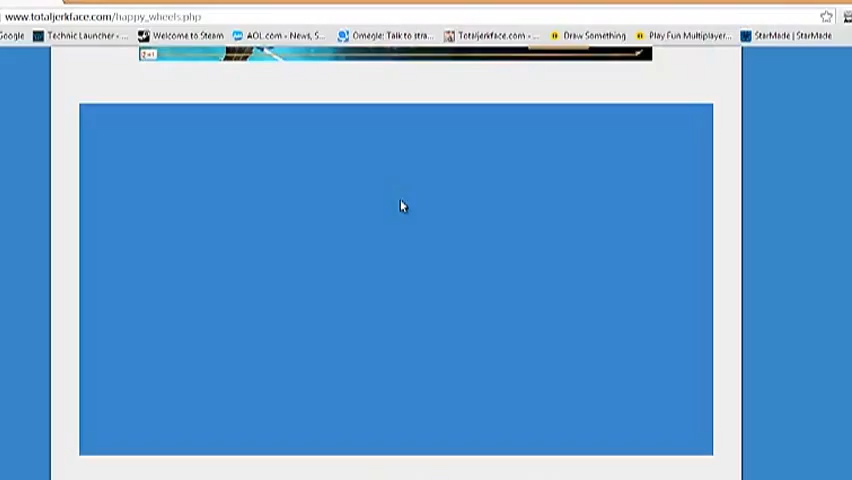 www.totaljerkface.com/happy_wheels.php
Google Technic Launcher - ... Welcome to Steam AOL.com - News, S... Omegle: Talk to stra... Totaljerkface.com - ... Draw Something Play Fun Multiplayer... StarMade | StarMade